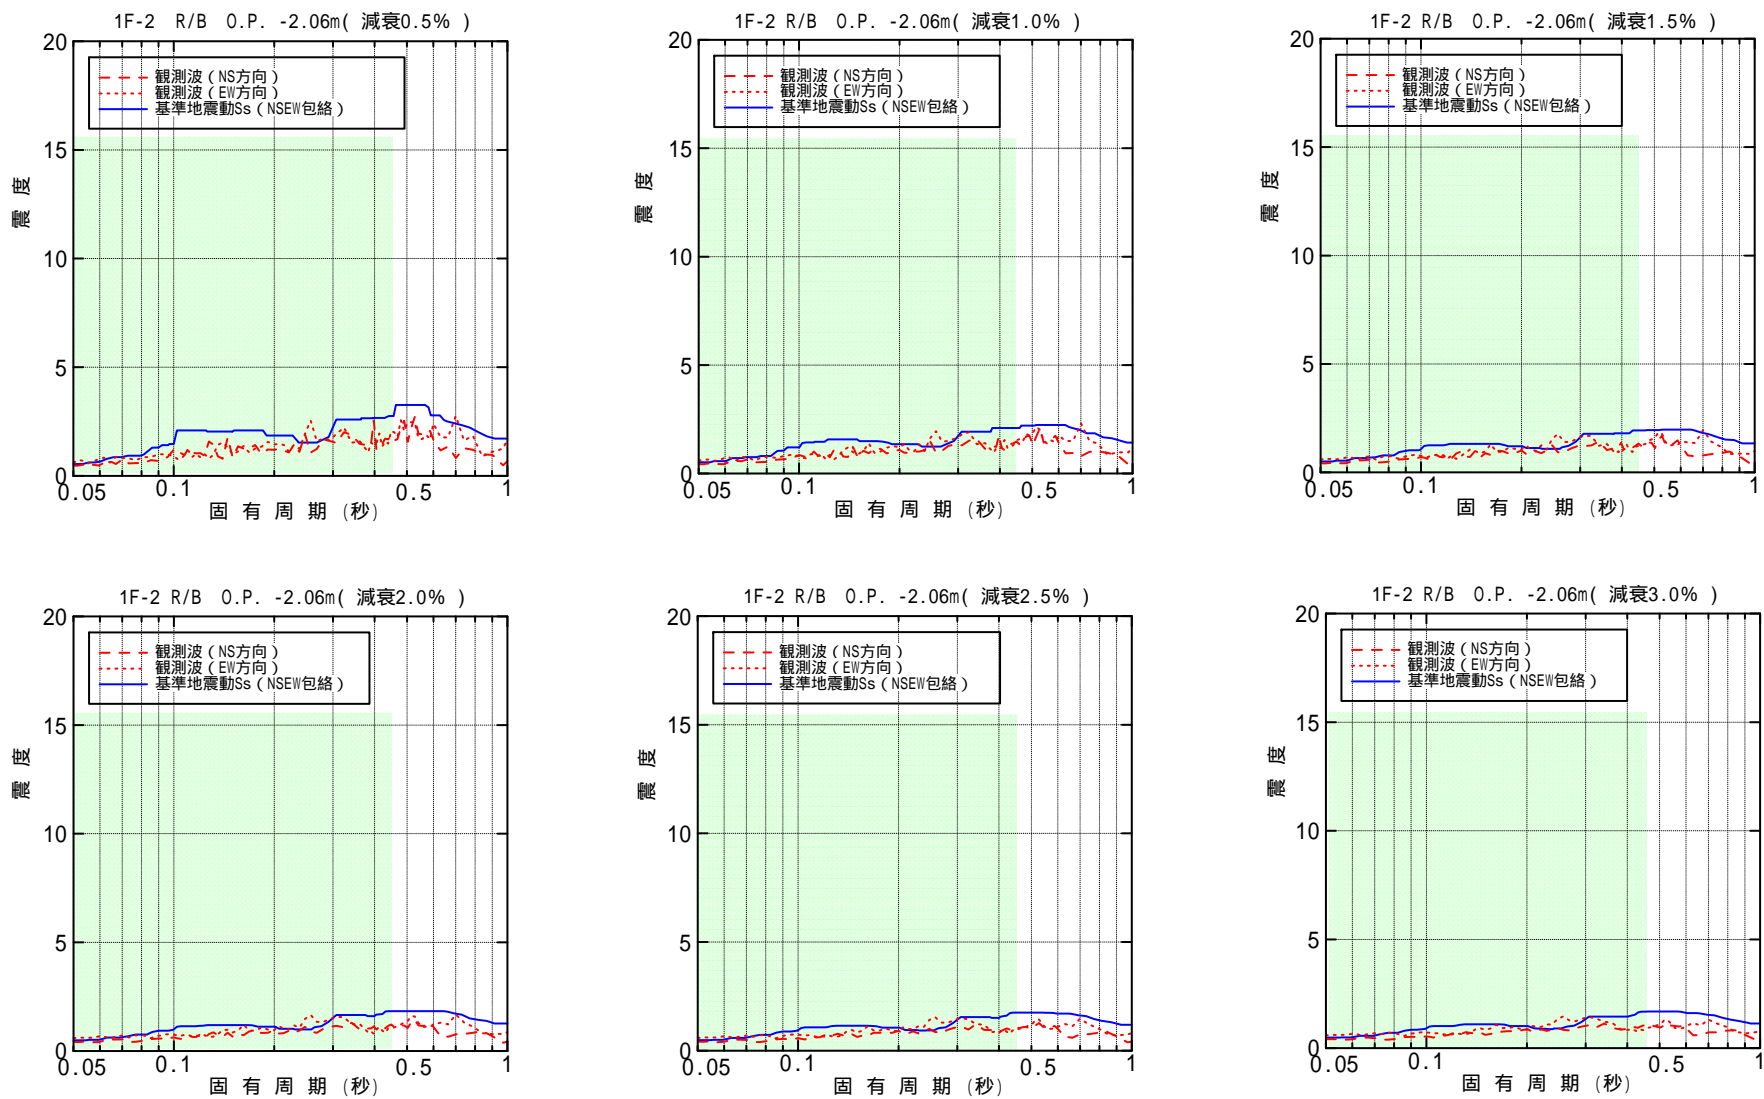 1F-2 R/B O.P. -2.06m( 減衰0.5% )
20
観測波（NS方向）
観測波（EW方向）
基準地震動Ss（NSEW包絡）
15
震度
10
5
0
0.05 0.1 0.5 1
固有周期(秒)
1F-2 R/B O.P. -2.06m( 減衰1.0% )
20
観測波（NS方向）
観測波（EW方向）
基準地震動Ss（NSEW包絡）
15
震度
10
5
0
0.05 0.1 0.5 1
固有周期(秒)
1F-2 R/B O.P. -2.06m( 減衰1.5% )
20
観測波（NS方向）
観測波（EW方向）
基準地震動Ss（NSEW包絡）
15
震度
10
5
0
0.05 0.1 0.5 1
固有周期(秒)
1F-2 R/B O.P. -2.06m( 減衰2.0% )
20
観測波（NS方向）
観測波（EW方向）
基準地震動Ss（NSEW包絡）
15
震度
10
5
0
0.05 0.1 0.5 1
固有周期(秒)
1F-2 R/B O.P. -2.06m( 減衰2.5% )
20
観測波（NS方向）
観測波（EW方向）
基準地震動Ss（NSEW包絡）
15
震度
10
5
0
0.05 0.1 0.5 1
固有周期(秒)
1F-2 R/B O.P. -2.06m( 減衰3.0% )
20
観測波（NS方向）
観測波（EW方向）
基準地震動Ss（NSEW包絡）
15
震度
10
5
0
0.05 0.1 0.5 1
固有周期(秒)